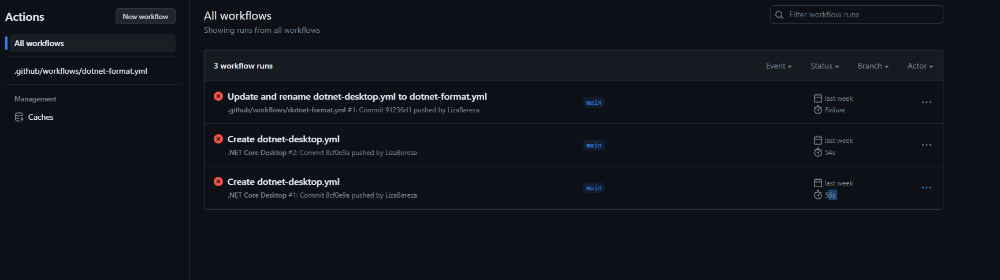 Actions
New workflow
All workflows
.github/workflows/dotnet-format.yml
Management
Caches
All workflows
Showing runs from all workflows
Filter workflow runs
3 workflow runs
Event
Status
Branch
Actor
Update and rename dotnet-desktop.yml to dotnet-format.yml
.github/workflows/dotnet-format.yml #1: Commit 91236d1 pushed by LizaBereza
main
last week
Failure
Create dotnet-desktop.yml
.NET Core Desktop #2: Commit 8cf0e9a pushed by LizaBereza
main
last week
54s
Create dotnet-desktop.yml
.NET Core Desktop #1: Commit 8cf0e9a pushed by LizaBereza
main
last week
50s